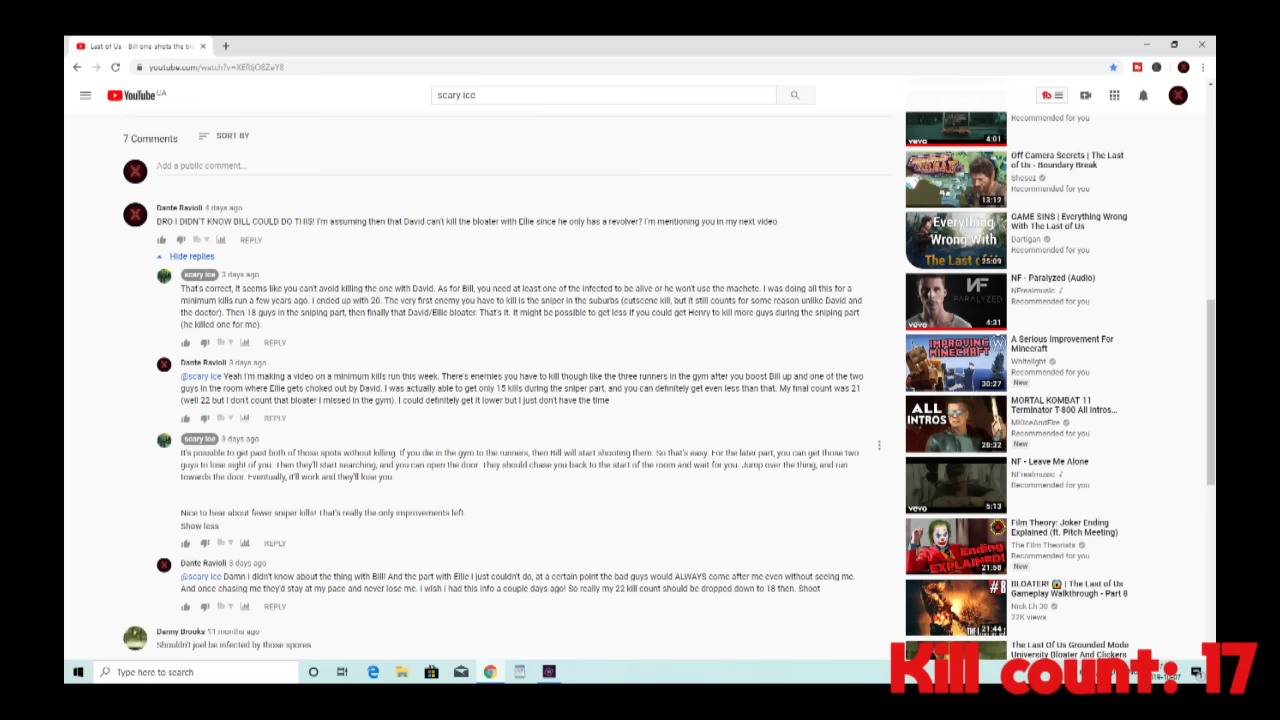 Last of Us - Bill one-shots the blo
youtube.com/watch?v=XERjjO8ZeY8
YouTube CA
scary ice
7 Comments
SORT BY
Add a public comment...
Dante Ravioli 4 days ago
BRO I DIDN'T KNOW BILL COULD DO THIS! I'm assuming then that David can't kill the bloater with Ellie since he only has a revolver? I'm mentioning you in my next video
REPLY
Hide replies
scary ice 3 days ago
That's correct, it seems like you can't avoid killing the one with David. As for Bill, you need at least one of the infected to be alive or he won't use the machete. I was doing all this for a
minimum kills run a few years ago. I ended up with 20. The very first enemy you have to kill is the sniper in the suburbs (cutscene kill, but it still counts for some reason unlike David and
the doctor). Then 18 guys in the sniping part, then finally that David/Ellie bloater. That's it. It might be possible to get less if you could get Henry to kill more guys during the sniping part
(he killed one for me).
REPLY
Dante Ravioli 3 days ago
@scary ice Yeah I'm making a video on a minimum kills run this week. There's enemies you have to kill though like the three runners in the gym after you boost Bill up and one of the two
guys in the room where Ellie gets choked out by David. I was actually able to get only 15 kills during the sniper part, and you can definitely get even less than that. My final count was 21
(well 22 but I don't count that bloater I missed in the gym). I could definitely get it lower but I just don't have the time
REPLY
scary ice 3 days ago
It's possible to get past both of those spots without killing. If you die in the gym to the runners, then Bill will start shooting them. So that's easy. For the later part, you can get those two
guys to lose sight of you. Then they'll start searching, and you can open the door. They should chase you back to the start of the room and wait for you. Jump over the thing, and run
towards the door. Eventually, it'll work and they'll lose you.
Nice to hear about fewer sniper kills! That's really the only improvements left.
Show less
REPLY
Dante Ravioli 3 days ago
@scary ice Damn I didn't know about the thing with Bill! And the part with Ellie I just couldn't do, at a certain point the bad guys would ALWAYS come after me even without seeing me.
And once chasing me they'd stay at my pace and never lose me. I wish I had this info a couple days ago! So really my 22 kill count should be dropped down to 18 then. Shoot
REPLY
Danny Brooks 11 months ago
Shouldn't joel be infected by those spores
vevo
4:01
Recommended for you
13:12
Off Camera Secrets | The Last
of Us - Boundary Break
Shesez
Recommended for you
Everything
Wrong With
The Last of Us
25:09
GAME SINS | Everything Wrong
With The Last of Us
Dartigan
Recommended for you
NF
PARALYZED
vevo
4:31
NF - Paralyzed (Audio)
NFrealmusic
Recommended for you
IMPROVING
MINECRAFT
30:27
A Serious Improvement For
Minecraft
Whitelight
Recommended for you
New
ALL
INTROS
28:32
MORTAL KOMBAT 11
Terminator T-800 All Intros...
MKIceAndFire
Recommended for you
New
vevo
5:13
NF - Leave Me Alone
NFrealmusic
Recommended for you
Ending
EXPLAINED!
21:58
Film Theory: Joker Ending
Explained (ft. Pitch Meeting)
The Film Theorists
Recommended for you
New
#8
21:44
BLOATER! 😱 | The Last of Us
Gameplay Walkthrough - Part 8
Nick Eh 30
22K views
The Last Of Us Grounded Mode
University Bloater And Clickers
Type here to search
Kill count: 17